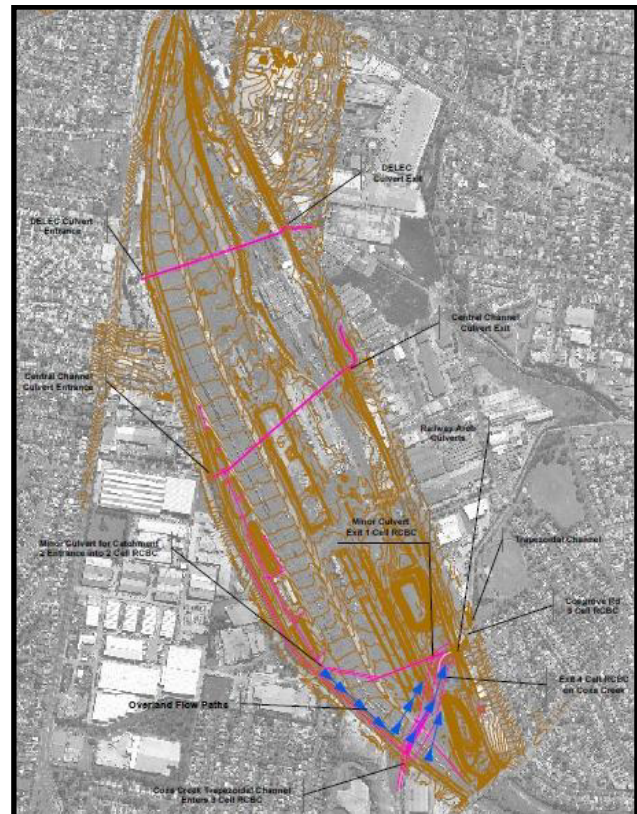 DELEC
Culvert Exit
DELEC Culvert
Entrance
Central Channel
Culvert Exit
Central Channel
Culvert Entrance
Railway Arch
Culverts
Minor Culvert
Exit 1 Cell RCBC
Trapezoidal Channel
Minor Culvert for Catchment
2 Entrance into 2 Cell RCBC
Cosgrove Rd
5 Cell RCBC
Exit 4 Cell RCBC
on Coxs Creek
Overland Flow Paths
Coxs Creek Trapezoidal Channel
Enters 3 Cell RCBC